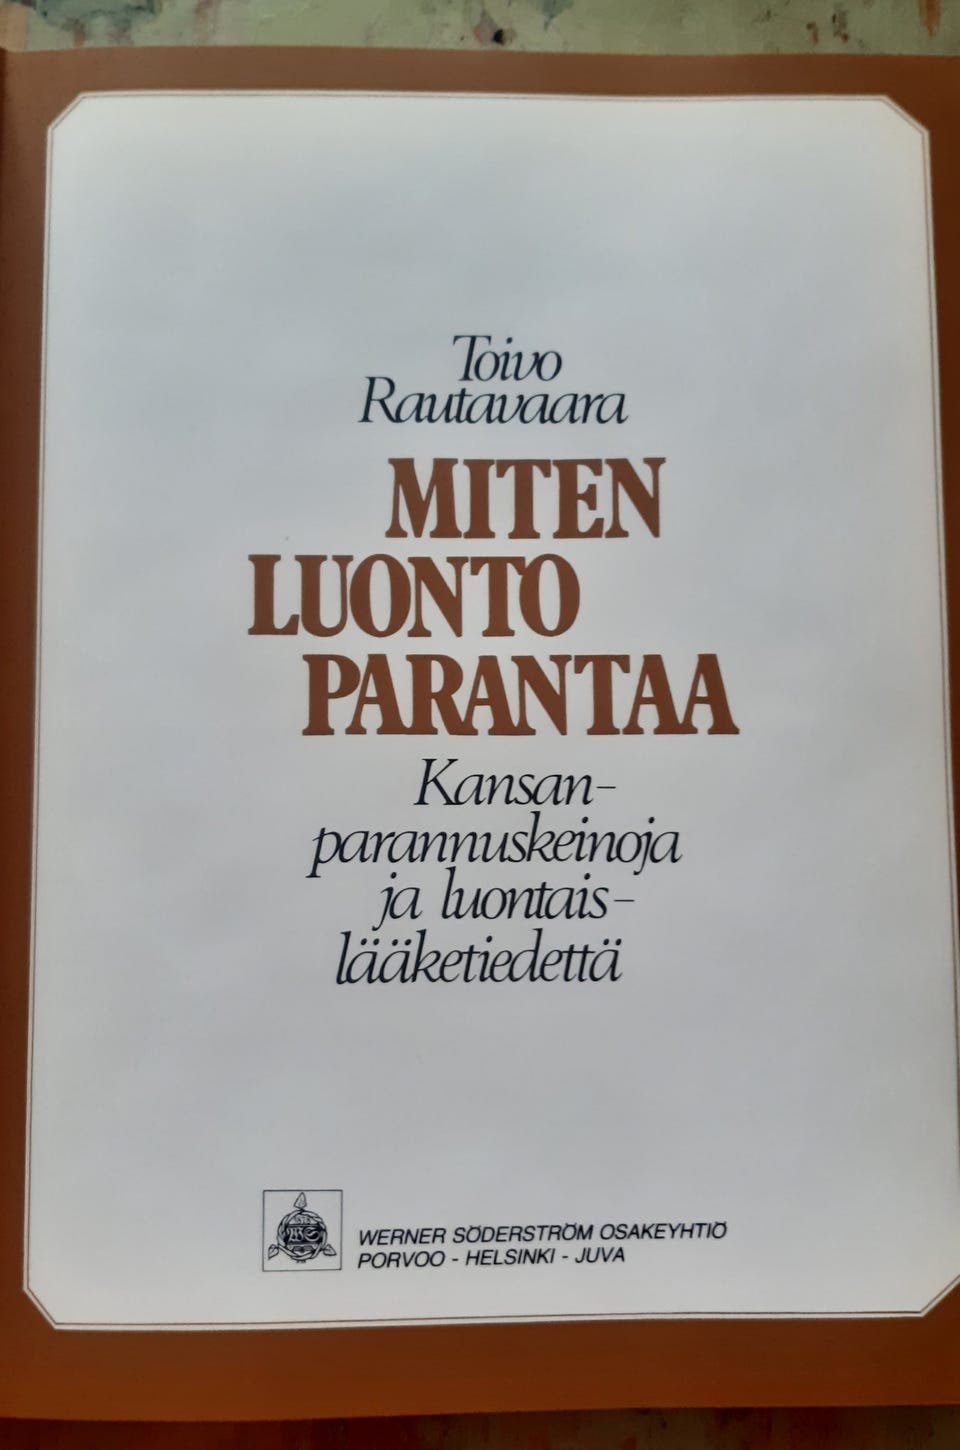 Toivo
Rautavaara
MITEN
LUONTO
PARANTAA
Kansan-
parannuskeinoja
ja luontais-
lääketiedettä
WERNER SÖDERSTRÖM OSAKEYHTIÖ
PORVOO - HELSINKI - JUVA